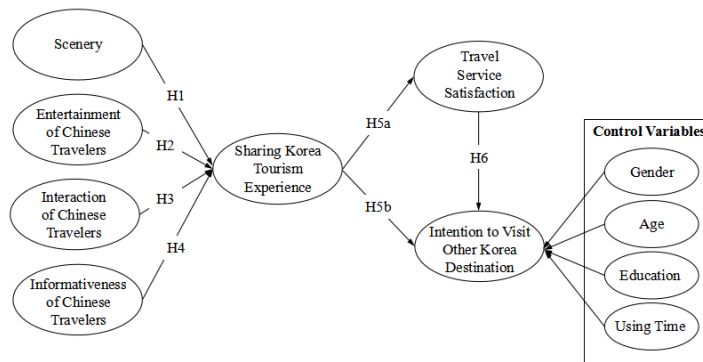 Scenery
H1
Entertainment
of Chinese
Travelers
H2
Interaction
of Chinese
Travelers
H3
Informativeness
of Chinese
Travelers
H4
Sharing Korea
Tourism
Experience
H5a
H5b
Travel
Service
Satisfaction
H6
Intention to Visit
Other Korea
Destination
Control Variables
Gender
Age
Education
Using Time